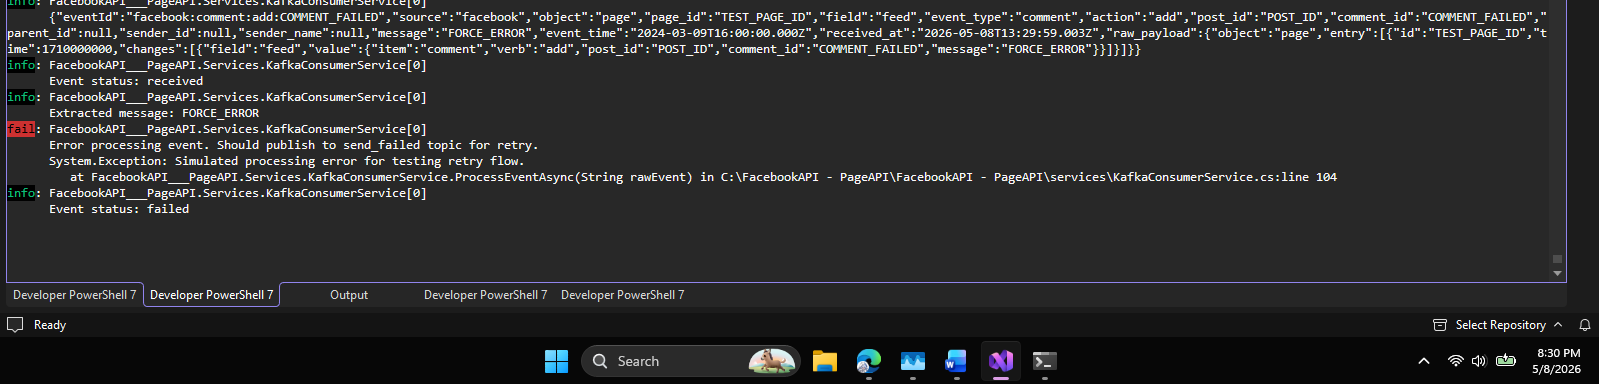 info: FacebookAPI___PageAPI.Services.KafkaConsumerService[0]
{"eventId":"facebook:comment:add:COMMENT_FAILED","source":"facebook","object":"page","page_id":"TEST_PAGE_ID","field":"feed","event_type":"comment","action":"add","post_id":"POST_ID","comment_id":"COMMENT_FAILED","
parent_id":null,"sender_id":null,"sender_name":null,"message":"FORCE_ERROR","event_time":"2024-03-09T16:00:00.000Z","received_at":"2026-05-08T13:29:59.003Z","raw_payload":{"object":"page","entry":[{"id":"TEST_PAGE_ID","t
ime":1710000000,"changes":[{"field":"feed","value":{"item":"comment","verb":"add","post_id":"POST_ID","comment_id":"COMMENT_FAILED","message":"FORCE_ERROR"}}]}]}}
info: FacebookAPI___PageAPI.Services.KafkaConsumerService[0]
Event status: received
info: FacebookAPI___PageAPI.Services.KafkaConsumerService[0]
Extracted message: FORCE_ERROR
fail: FacebookAPI___PageAPI.Services.KafkaConsumerService[0]
Error processing event. Should publish to send_failed topic for retry.
System.Exception: Simulated processing error for testing retry flow.
at FacebookAPI___PageAPI.Services.KafkaConsumerService.ProcessEventAsync(String rawEvent) in C:\FacebookAPI - PageAPI\FacebookAPI - PageAPI\services\KafkaConsumerService.cs:line 104
info: FacebookAPI___PageAPI.Services.KafkaConsumerService[0]
Event status: failed
Developer PowerShell 7 Developer PowerShell 7 Output Developer PowerShell 7 Developer PowerShell 7
Ready Select Repository
Search
8:30 PM
5/8/2026